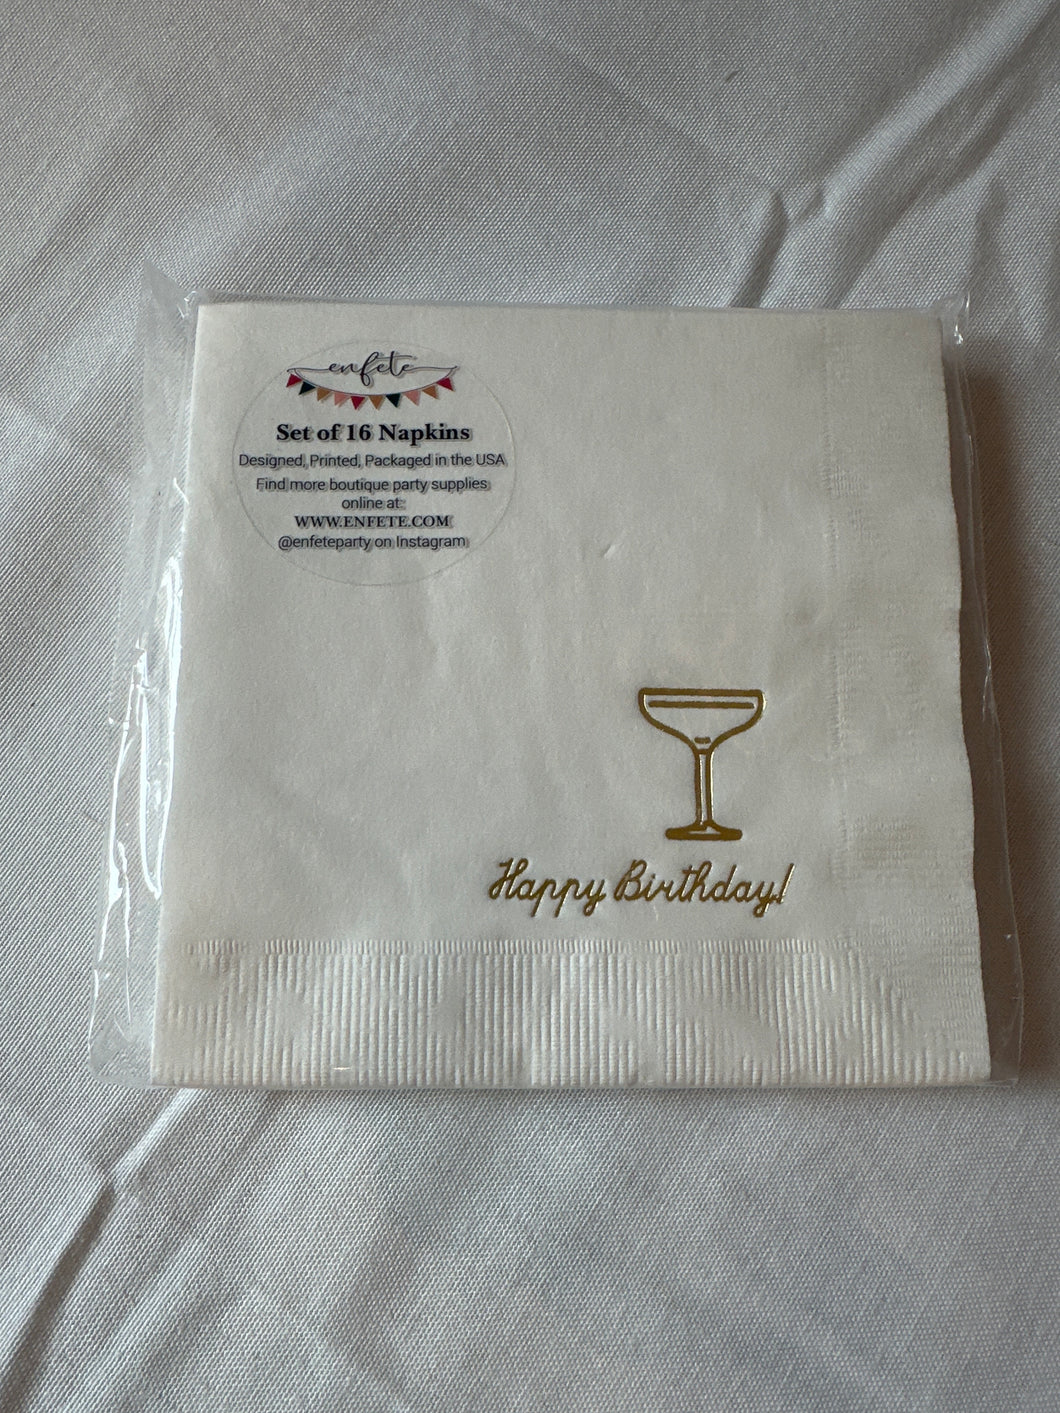 enfete
Set of 16 Napkins
Designed, Printed, Packaged in the USA
Find more boutique party supplies
online at:
WWW.ENFETE.COM
@enfeteparty on Instagram
Happy Birthday!